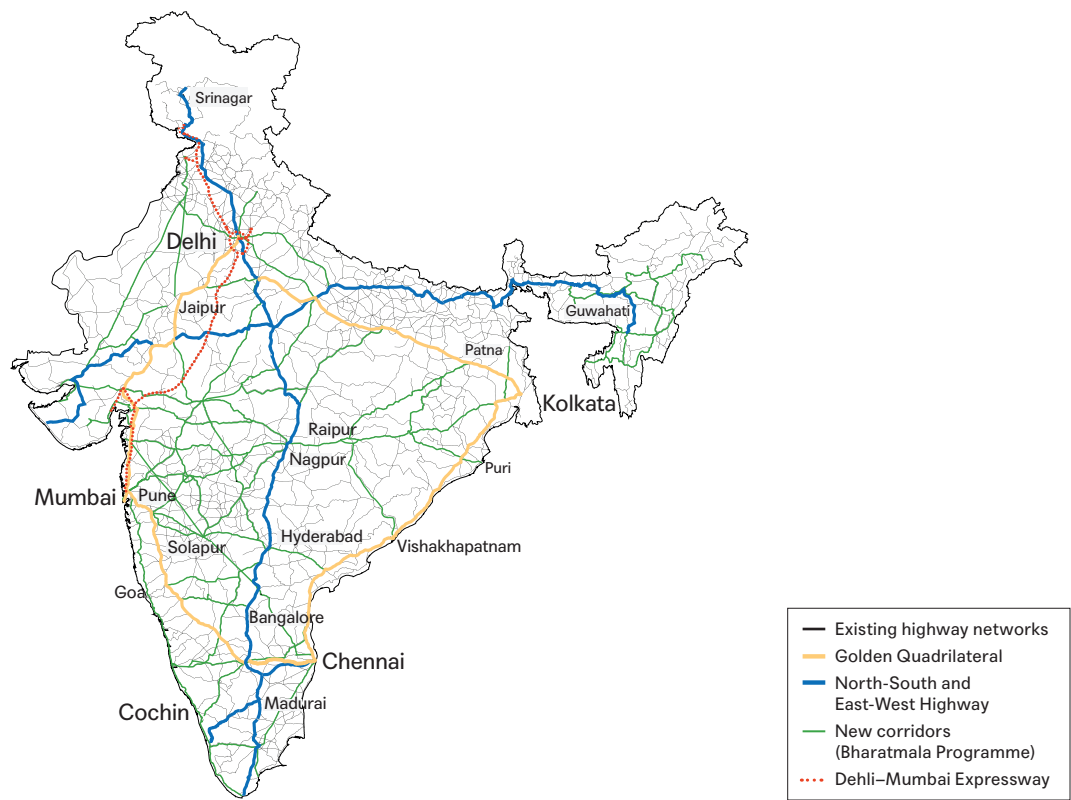 Srinagar
Delhi
Jaipur
Guwahati
Patna
Kolkata
Raipur
Nagpur
Puri
Mumbai
Pune
Hyderabad
Solapur
Vishakhapatnam
Goa
Bangalore
Chennai
Madurai
Cochin
Existing highway networks
Golden Quadrilateral
North-South and
East-West Highway
New corridors
(Bharatmala Programme)
Dehli–Mumbai Expressway